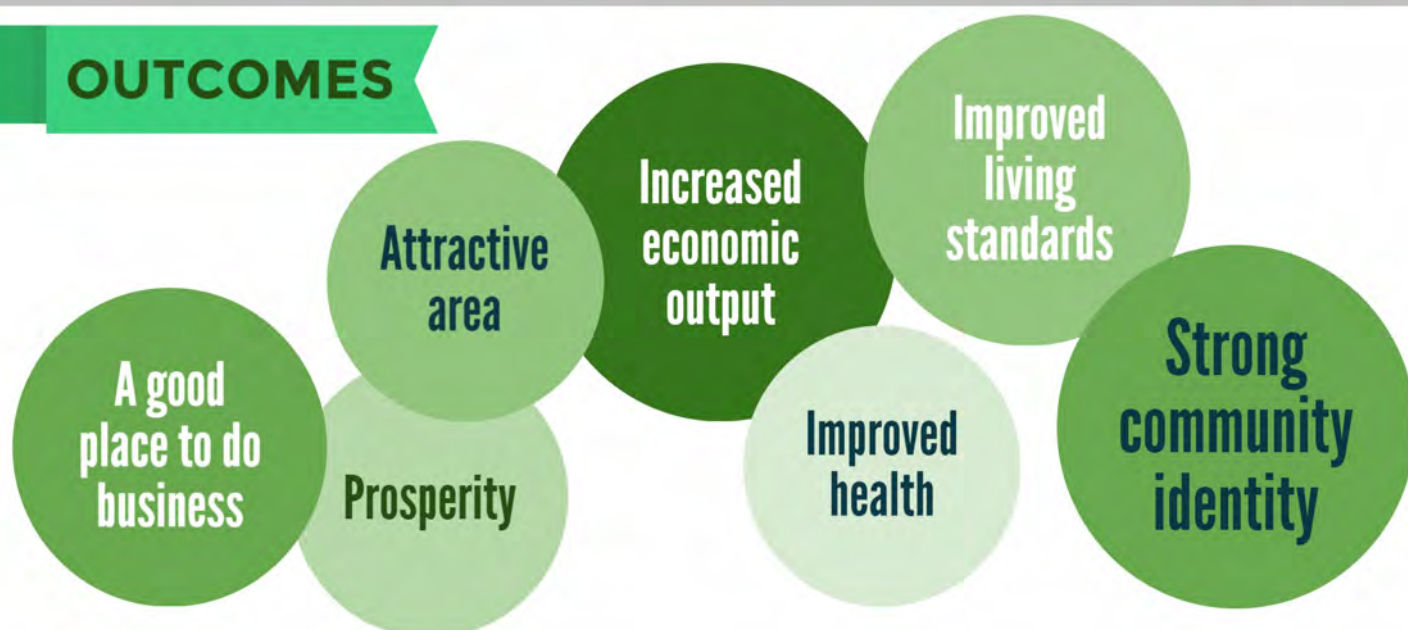 OUTCOMES
A good
place to do
business
Attractive
area
Prosperity
Increased
economic
output
Improved
living
standards
Improved
health
Strong
community
identity